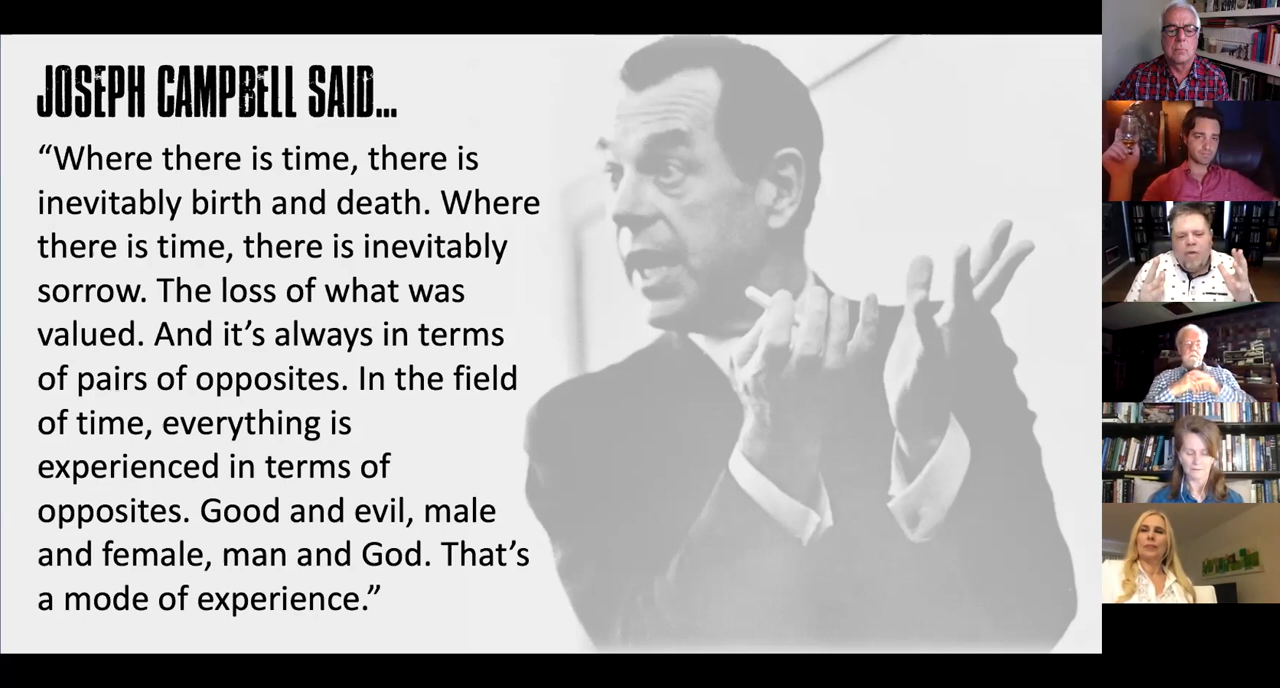 JOSEPH CAMPBELL SAID...
“Where there is time, there is
inevitably birth and death. Where
there is time, there is inevitably
sorrow. The loss of what was
valued. And it’s always in terms
of pairs of opposites. In the field
of time, everything is
experienced in terms of
opposites. Good and evil, male
and female, man and God. That’s
a mode of experience.”